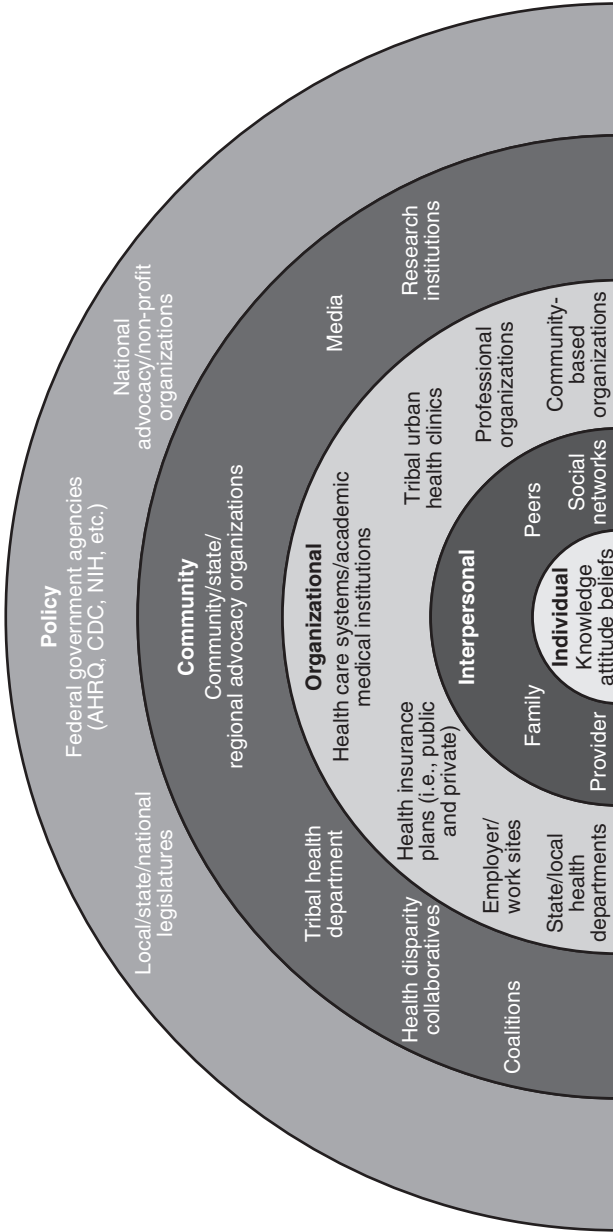 Policy
Federal government agencies
(AHRQ, CDC, NIH, etc.)
Local/state/national
legislatures
National
advocacy/non-profit
organizations
Community
Community/state/
regional advocacy organizations
Tribal health
department
Media
Health disparity
collaboratives
Research
institutions
Coalitions
Organizational
Health care systems/academic
medical institutions
Health insurance
plans (i.e., public
and private)
Tribal urban
health clinics
Employer/
work sites
Professional
organizations
State/local
health
departments
Community-
based
organizations
Interpersonal
Family
Peers
Provider
Social
networks
Individual
Knowledge
attitude beliefs